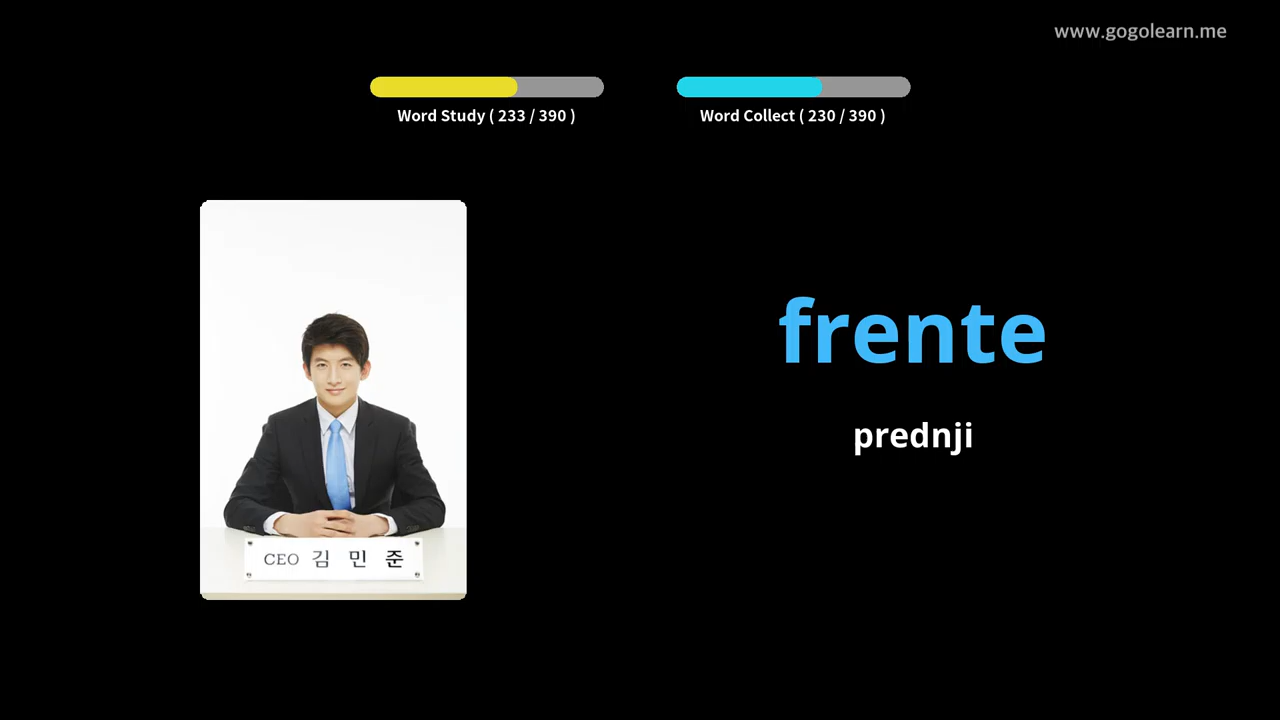 www.gogolearn.me
Word Study ( 233 / 390 )
Word Collect ( 230 / 390 )
frente
prednji
CEO 김 민 준